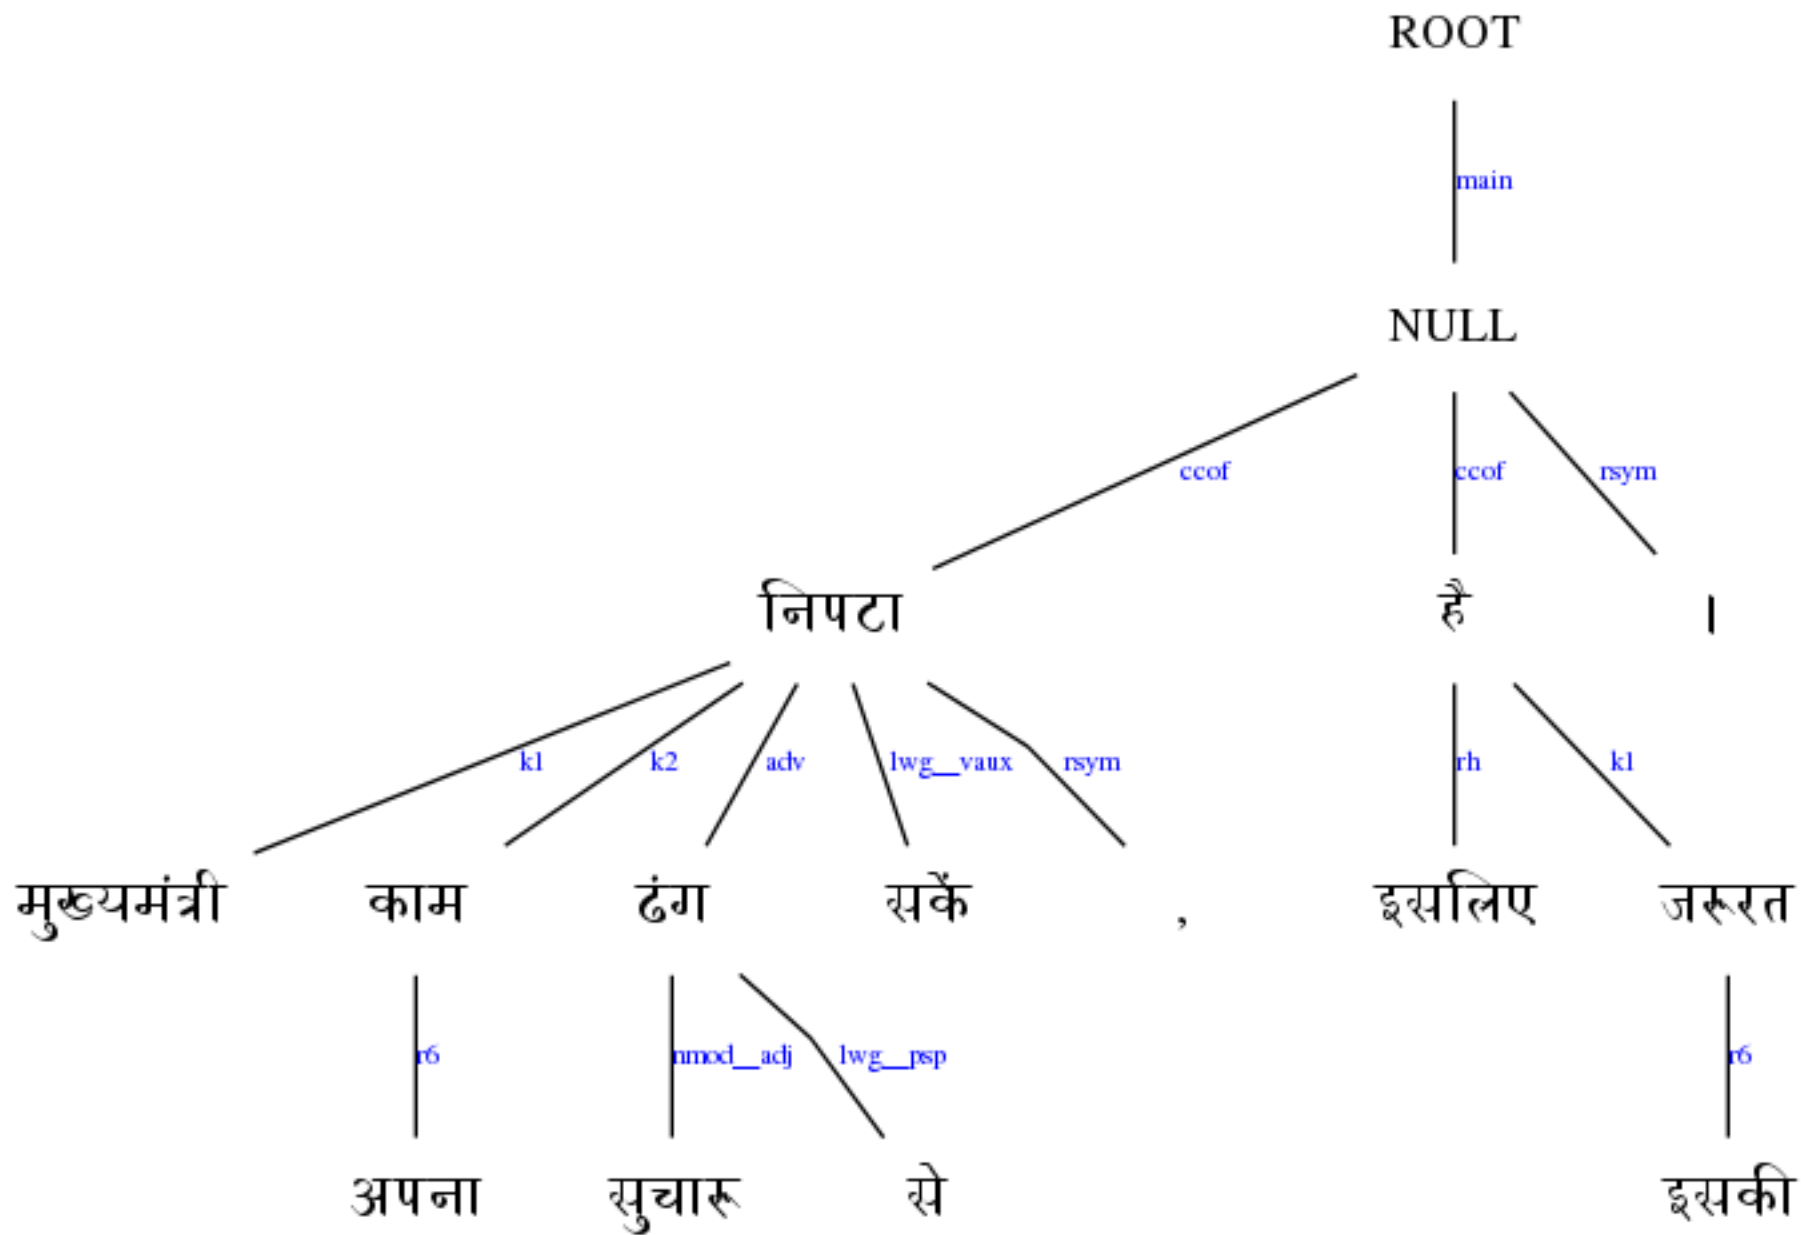 ROOT
main
NULL
ccof ccof rsym
निपटा है ।
k1 k2 adv lwg__vaux rsym rh k1
मुख्यमंत्री काम ढंग सकें , इसलिए जरूरत
r6 nmod__adj lwg__psp r6
अपना सुचारू से इसकी